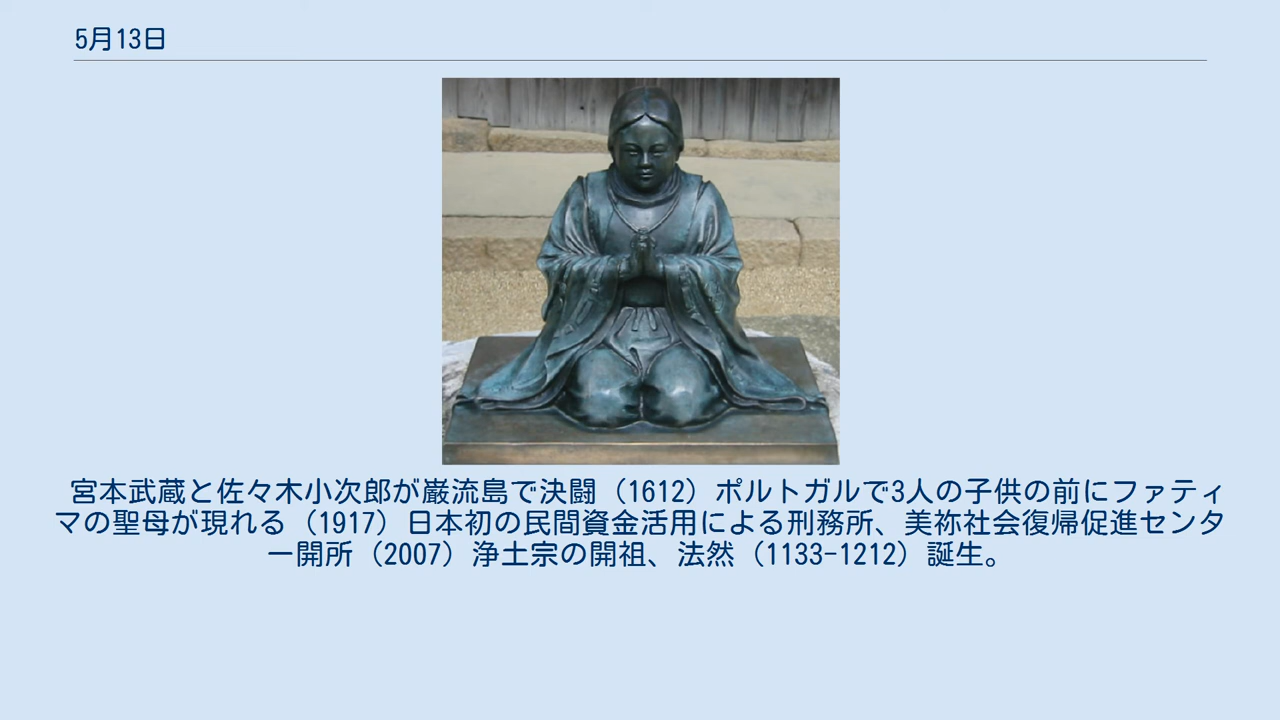 5月13日
宮本武蔵と佐々木小次郎が巌流島で決闘（1612）ポルトガルで3人の子供の前にファティ
マの聖母が現れる（1917）日本初の民間資金活用による刑務所、美祢社会復帰促進センタ
ー開所（2007）浄土宗の開祖、法然（1133-1212）誕生。